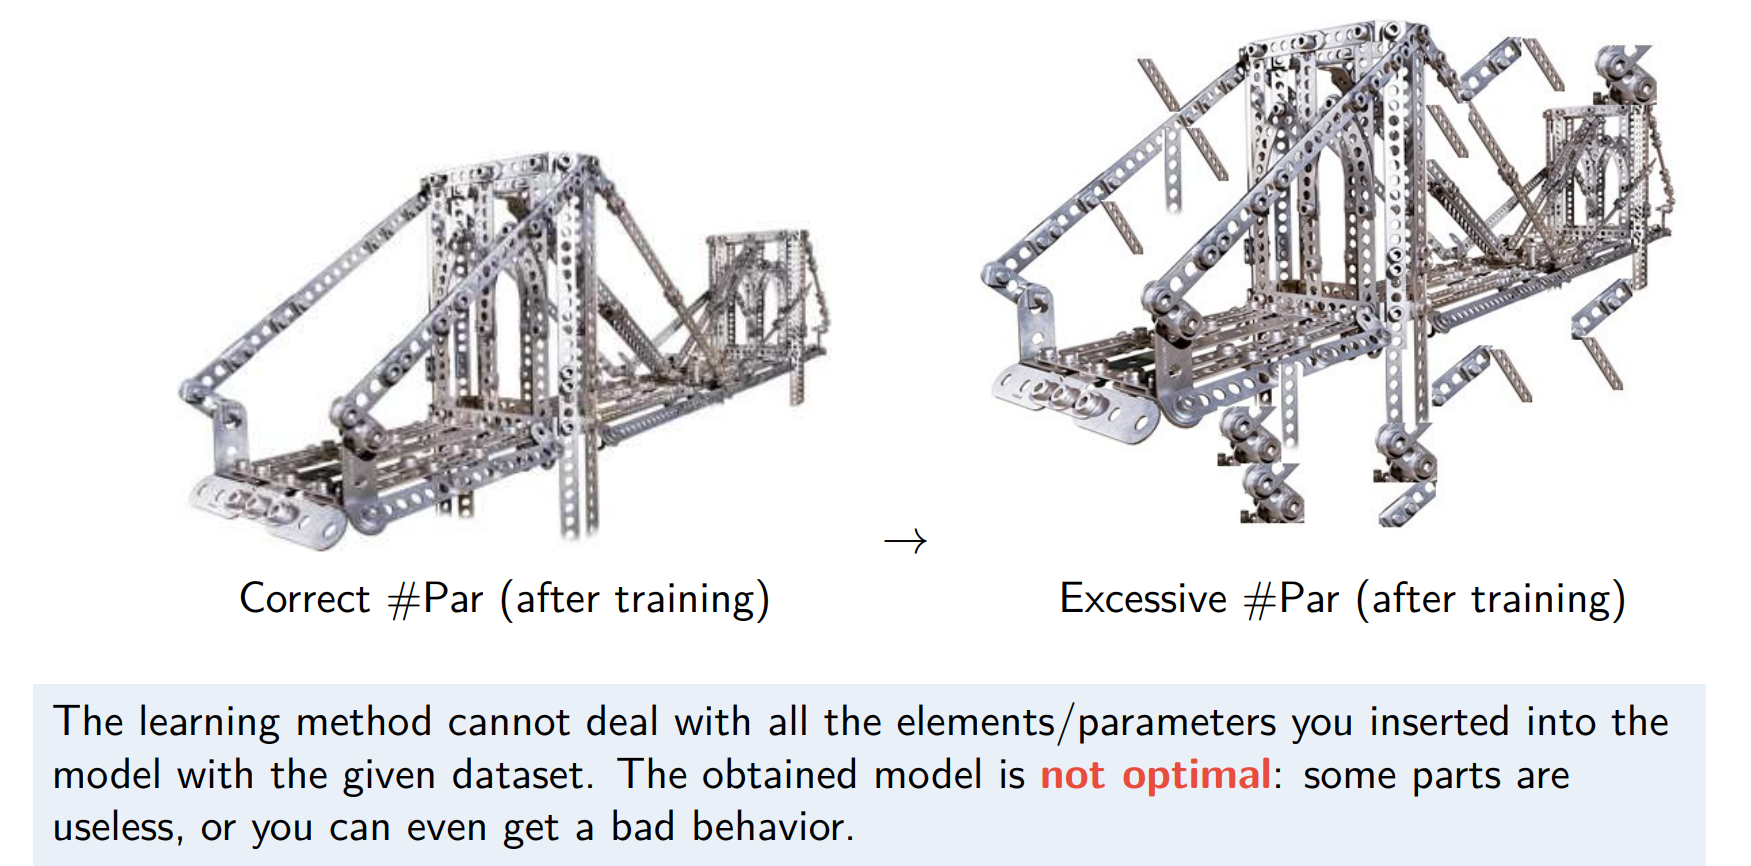 →
Correct #Par (after training)
Excessive #Par (after training)
The learning method cannot deal with all the elements/parameters you inserted into the
model with the given dataset. The obtained model is not optimal: some parts are
useless, or you can even get a bad behavior.